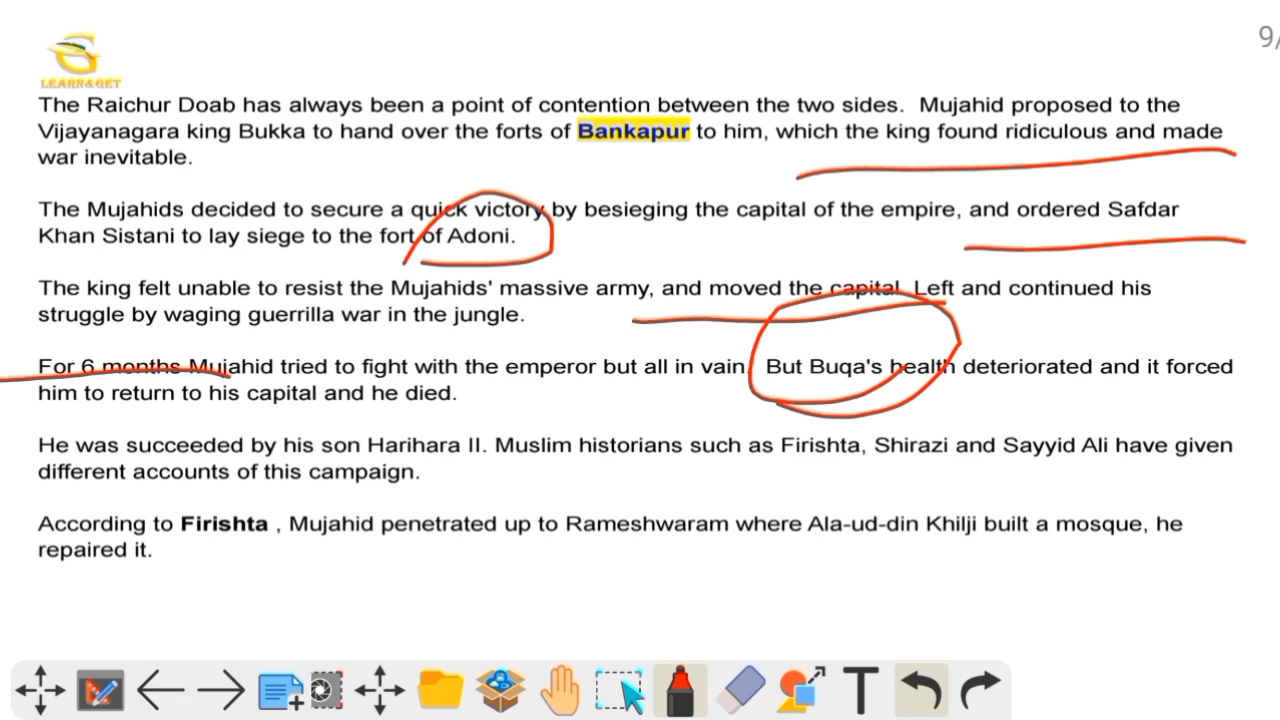 9/
LEARN&GET
The Raichur Doab has always been a point of contention between the two sides.  Mujahid proposed to the
Vijayanagara king Bukka to hand over the forts of Bankapur to him, which the king found ridiculous and made
war inevitable.
The Mujahids decided to secure a quick victory by besieging the capital of the empire, and ordered Safdar
Khan Sistani to lay siege to the fort of Adoni.
The king felt unable to resist the Mujahids' massive army, and moved the capital. Left and continued his
struggle by waging guerrilla war in the jungle.
For 6 months Mujahid tried to fight with the emperor but all in vain.  But Buqa's health deteriorated and it forced
him to return to his capital and he died.
He was succeeded by his son Harihara II. Muslim historians such as Firishta, Shirazi and Sayyid Ali have given
different accounts of this campaign.
According to Firishta , Mujahid penetrated up to Rameshwaram where Ala-ud-din Khilji built a mosque, he
repaired it.
T